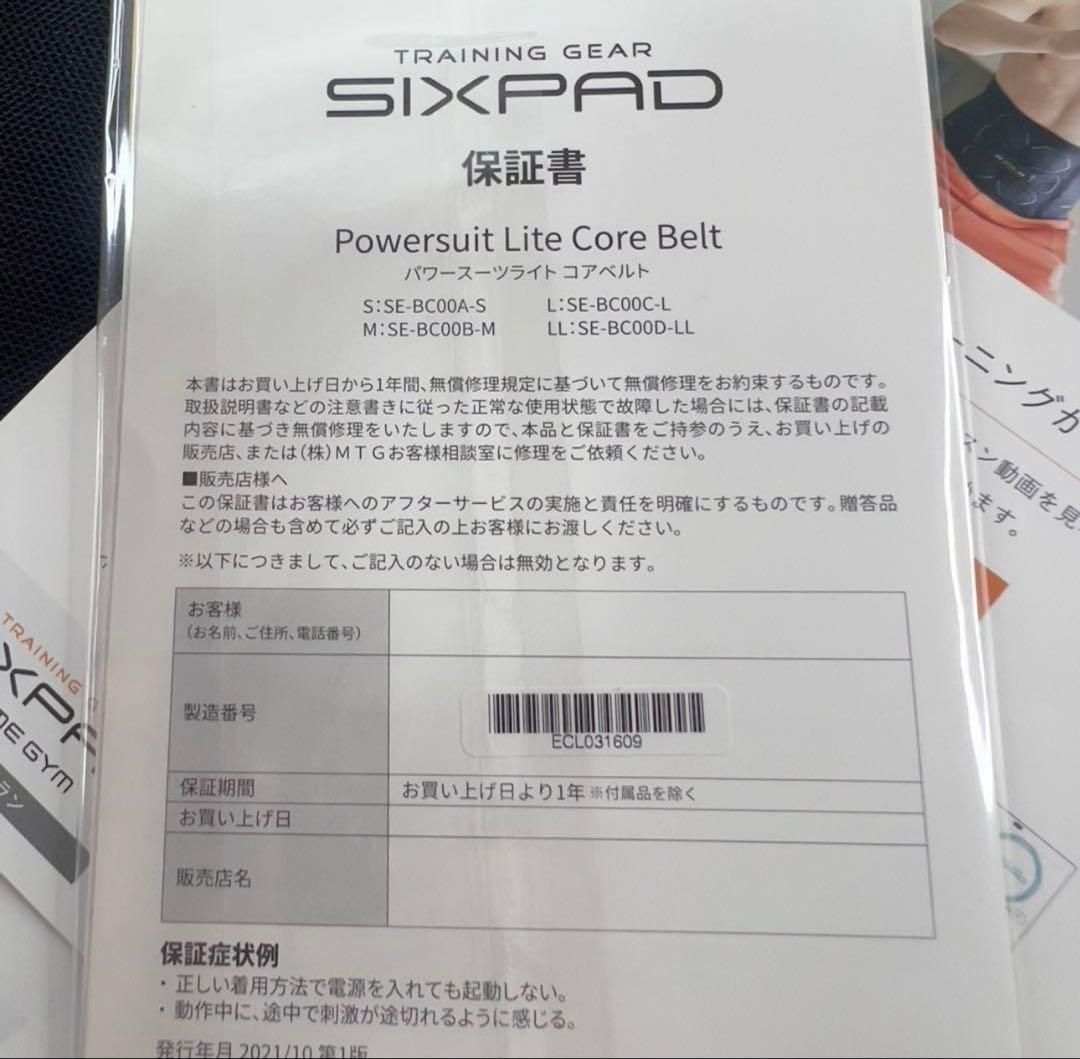 TRAINING GEAR
SIXPAD
保証書
Powersuit Lite Core Belt
パワースーツライト コアベルト
S:SE-BC00A-S L:SE-BC00C-L
M:SE-BC00B-M LL:SE-BC00D-LL
本書はお買い上げ日から1年間、無償修理規定に基づいて無償修理をお約束するものです。
取扱説明書などの注意書きに従った正常な使用状態で故障した場合には、保証書の記載
内容に基づき無償修理をいたしますので、本品と保証書をご持参のうえ、お買い上げの
販売店、または(株)MTGお客様相談室に修理をご依頼ください。
■販売店様へ
この保証書はお客様へのアフターサービスの実施と責任を明確にするものです。贈答品
などの場合も含めて必ずご記入の上お客様にお渡しください。
※以下につきまして、ご記入のない場合は無効となります。
お客様
(お名前、ご住所、電話番号)
製造番号
ECL031609
保証期間 お買い上げ日より1年 ※付属品を除く
お買い上げ日
販売店名
保証症状例
・正しい着用方法で電源を入れても起動しない。
・動作中に、途中で刺激が途切れるように感じる。
発行年月 2021/10 第1版
TRAINING G
XPA
ME GYM
ラン
ーニングガ
スン動画を見
ます。